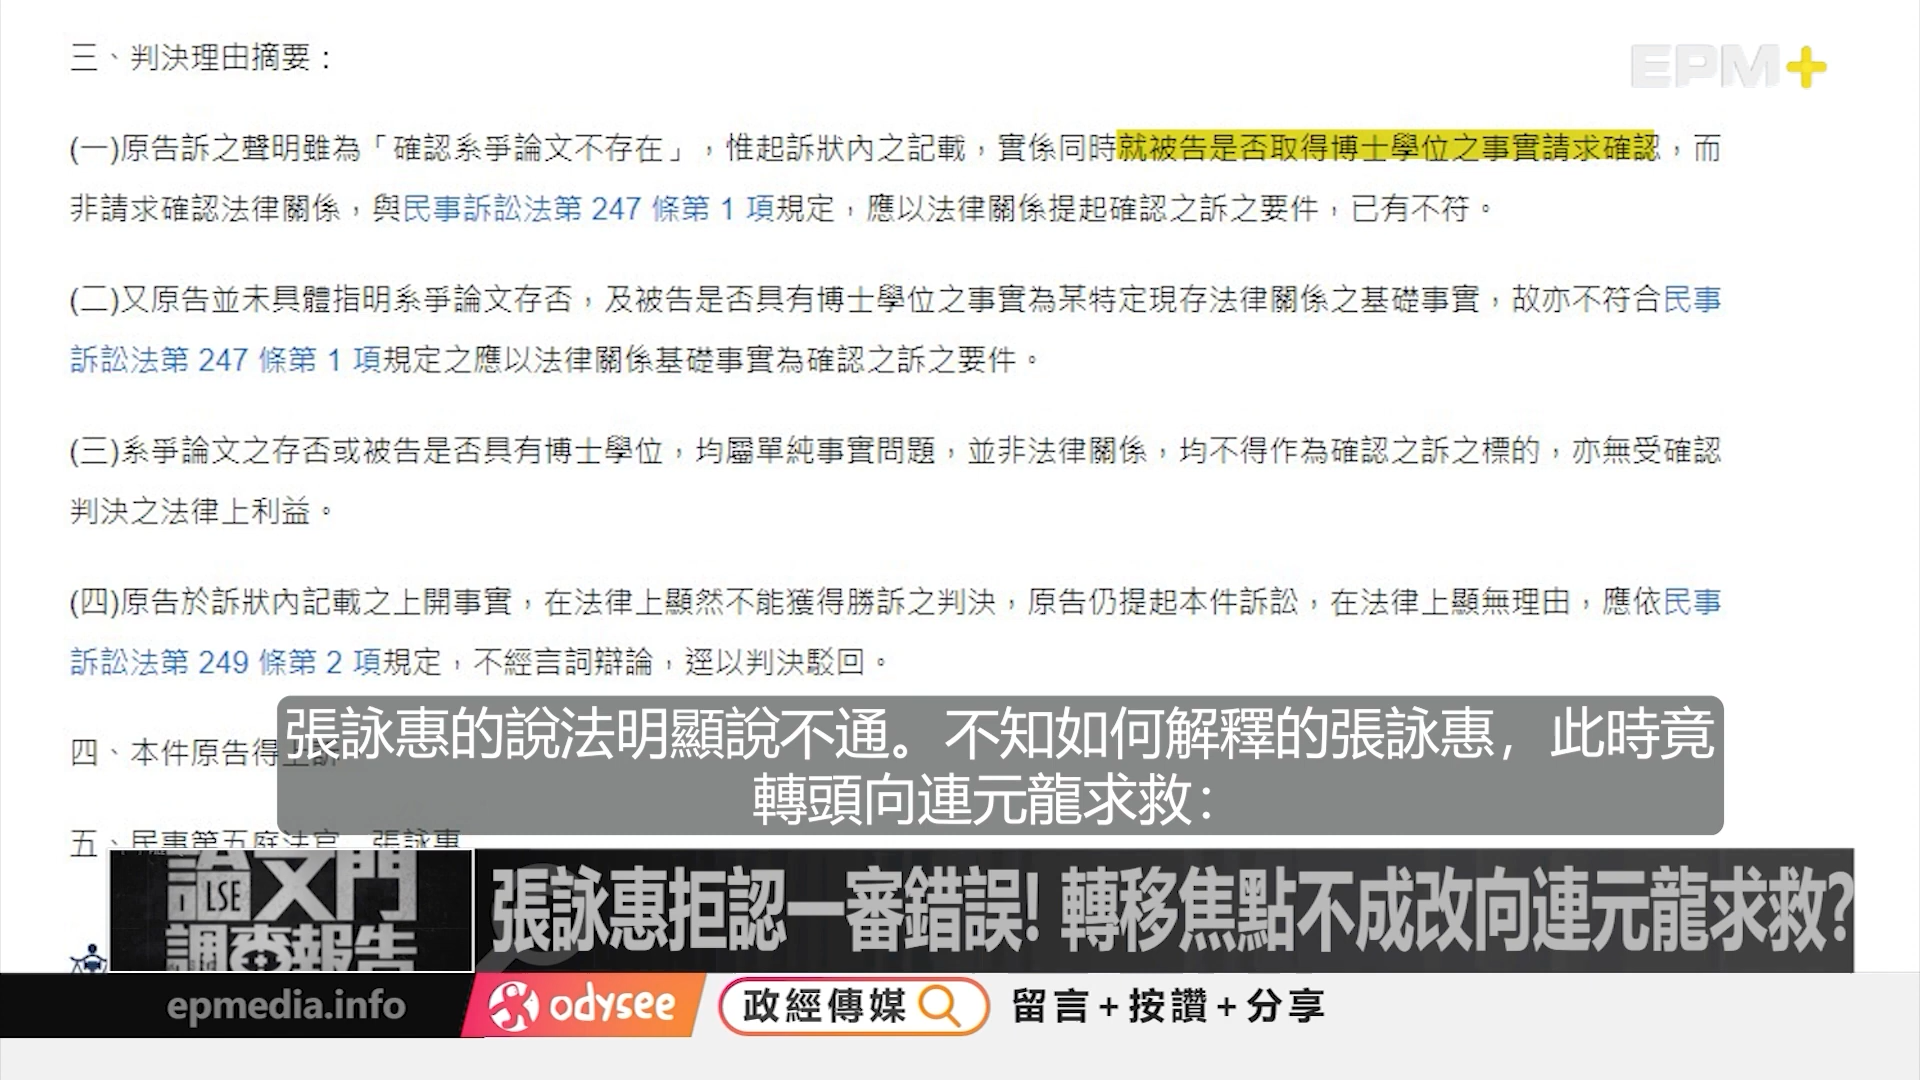 三、判決理由摘要：
EPM+
(一)原告訴之聲明雖為「確認系爭論文不存在」，惟起訴狀內之記載，實係同時就被告是否取得博士學位之事實請求確認，而
非請求確認法律關係，與民事訴訟法第 247 條第 1 項規定，應以法律關係提起確認之訴之要件，已有不符。
(二)又原告並未具體指明系爭論文存否，及被告是否具有博士學位之事實為某特定現存法律關係之基礎事實，故亦不符合民事
訴訟法第 247 條第 1 項規定之應以法律關係基礎事實為確認之訴之要件。
(三)系爭論文之存否或被告是否具有博士學位，均屬單純事實問題，並非法律關係，均不得作為確認之訴之標的，亦無受確認
判決之法律上利益。
(四)原告於訴狀內記載之上開事實，在法律上顯然不能獲得勝訴之判決，原告仍提起本件訴訟，在法律上顯無理由，應依民事
訴訟法第 249 條第 2 項規定，不經言詞辯論，逕以判決駁回。
四、本件原告得上訴
張詠惠的說法明顯說不通。不知如何解釋的張詠惠，此時竟
轉頭向連元龍求救：
五、民事第五庭法官 張詠惠
論文門
LSE
調查報告
張詠惠拒認一審錯誤! 轉移焦點不成改向連元龍求救?
epmedia.info
odysee
政經傳媒
留言+按讚+分享